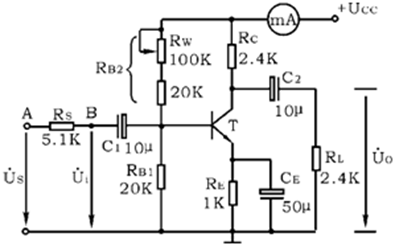 mA
+UCC
RW
100K
RC
2.4K
RB2
20K
C2
10μ
A
RS
B
5.1K
C1
10μ
T
U̇S
U̇i
RB1
20K
RE
1K
CE
50μ
RL
2.4K
U̇O